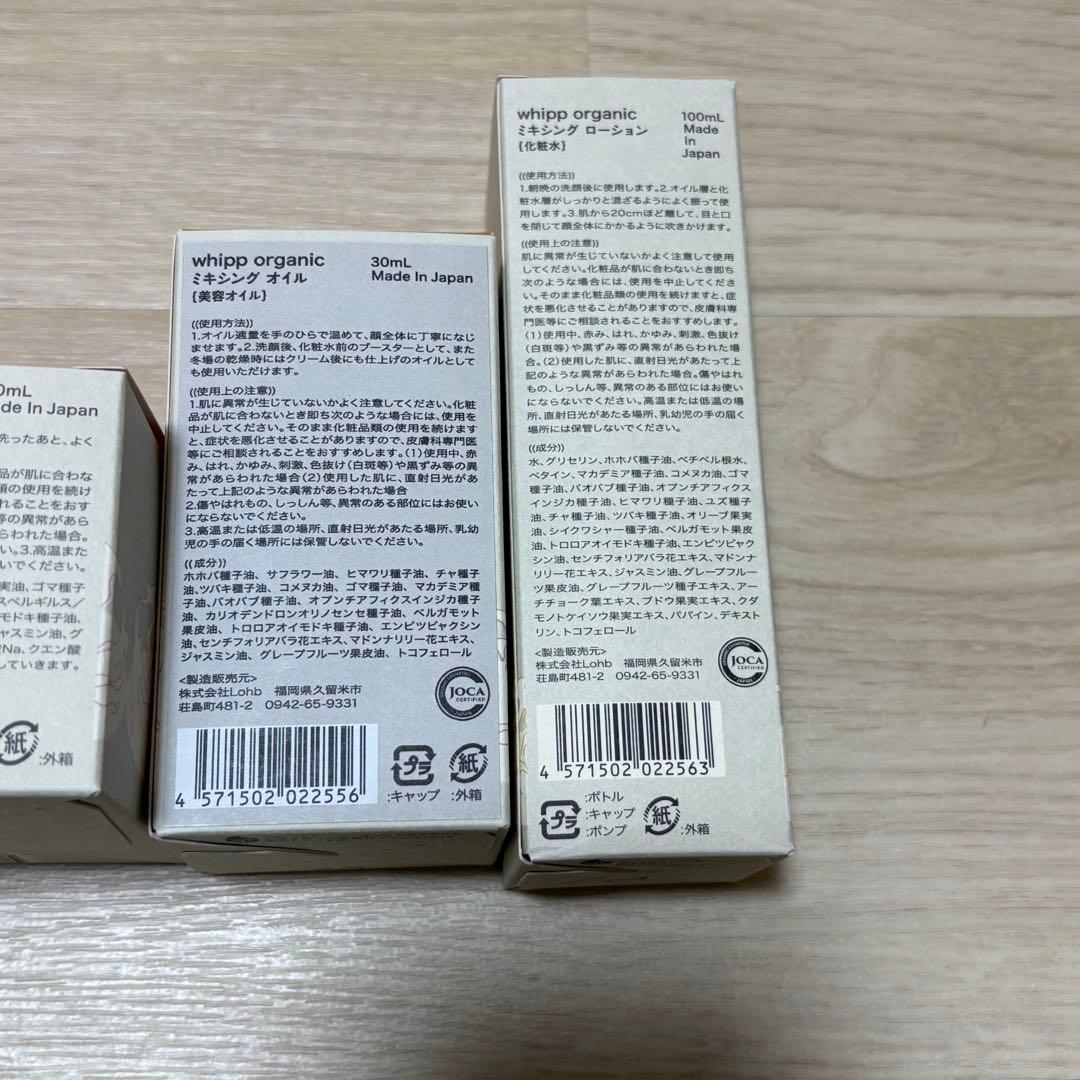 0mL
de In Japan
洗ったあと、よく
品が肌に合わな
類の使用を続け
れることをおす
等の異常があら
らわれた場合。
い。3.高温また
いでください。
実油、ゴマ種子
スペルギルス／
モドキ種子油、
ジャスミン油、グ
酸Na、クエン酸
していきます。
紙
:外箱
whipp organic
ミキシング オイル
{美容オイル}
30mL
Made In Japan
((使用方法))
1.オイル適量を手のひらで温めて、顔全体に丁寧になじ
ませます。2.洗顔後、化粧水前のブースターとして、また
冬場の乾燥時にはクリーム後にも仕上げのオイルとして
も使用いただけます。
((使用上の注意))
1.肌に異常が生じていないかよく注意してください。化粧
品が肌に合わないとき即ち次のような場合には、使用を
中止してください。そのまま化粧品類の使用を続けます
と、症状を悪化させることがありますので、皮膚科専門医
等にご相談されることをおすすめします。(1)使用中、赤
み、はれ、かゆみ、刺激、色抜け(白斑等)や黒ずみ等の異
常があらわれた場合(2)使用した肌に、直射日光があ
たって上記のような異常があらわれた場合
2.傷やはれもの、しっしん等、異常のある部位にはお使い
にならないでください。
3.高温または低温の場所、直射日光があたる場所、乳幼
児の手の届く場所には保管しないでください。
((成分))
ホホバ種子油、サフラワー油、ヒマワリ種子油、チャ種子
油、ツバキ種子油、コメヌカ油、ゴマ種子油、マカデミア種
子油、バオバブ種子油、オプンチアフィクスインジカ種子
油、カリオデンドロンオリノセンセ種子油、ベルガモット
果皮油、トロロアオイモドキ種子油、エンピツビャクシン
油、センチフォリアバラ花エキス、マドンナリリー花エキス、
ジャスミン油、グレープフルーツ果皮油、トコフェロール
<製造販売元>
株式会社Lohb 福岡県久留米市
荘島町481-2 0942-65-9331
JOCA
CERTIFIED
JAPAN
4 571502 022556
プラ
:キャップ
紙
:外箱
whipp organic
ミキシング ローション
{化粧水}
100mL
Made
In
Japan
((使用方法))
1.朝晩の洗顔後に使用します。2.オイル層と化
粧水層がしっかりと混ざるようによく振って使
用します。3.肌から20cmほど離して、目と口
を閉じて顔全体にかかるように吹きかけます。
((使用上の注意))
肌に異常が生じていないかよく注意して使用
してください。化粧品が肌に合わないとき即ち
次のような場合には、使用を中止してくださ
い。そのまま化粧品類の使用を続けますと、症
状を悪化させることがありますので、皮膚科専
門医等にご相談されることをおすすめします。
(1)使用中、赤み、はれ、かゆみ、刺激、色抜け
(白斑等)や黒ずみ等の異常があらわれた場
合。(2)使用した肌に、直射日光があたって上
記のような異常があらわれた場合。傷やはれ
もの、しっしん等、異常のある部位にはお使い
にならないでください。高温または低温の場
所、直射日光があたる場所、乳幼児の手の届く
場所には保管しないでください。
((成分))
水、グリセリン、ホホバ種子油、ベチベル根水、
ベタイン、マカデミア種子油、コメヌカ油、ゴマ
種子油、バオバブ種子油、オプンチアフィクス
インジカ種子油、ヒマワリ種子油、ユズ種子
油、チャ種子油、ツバキ種子油、オリーブ果実
油、シイクワシャー種子油、ベルガモット果皮
油、トロロアオイモドキ種子油、エンピツビャク
シン油、センチフォリアバラ花エキス、マドンナ
リリー花エキス、ジャスミン油、グレープフルー
ツ果皮油、グレープフルーツ種子エキス、アー
チチョーク葉エキス、ブドウ果実エキス、クダ
モノトケイソウ果実エキス、パパイン、デキスト
リン、トコフェロール
<製造販売元>
株式会社Lohb 福岡県久留米市
荘島町481-2 0942-65-9331
JOCA
CERTIFIED
JAPAN
4 571502 022563
プラ
:ボトル
:キャップ
:ポンプ
紙
:外箱